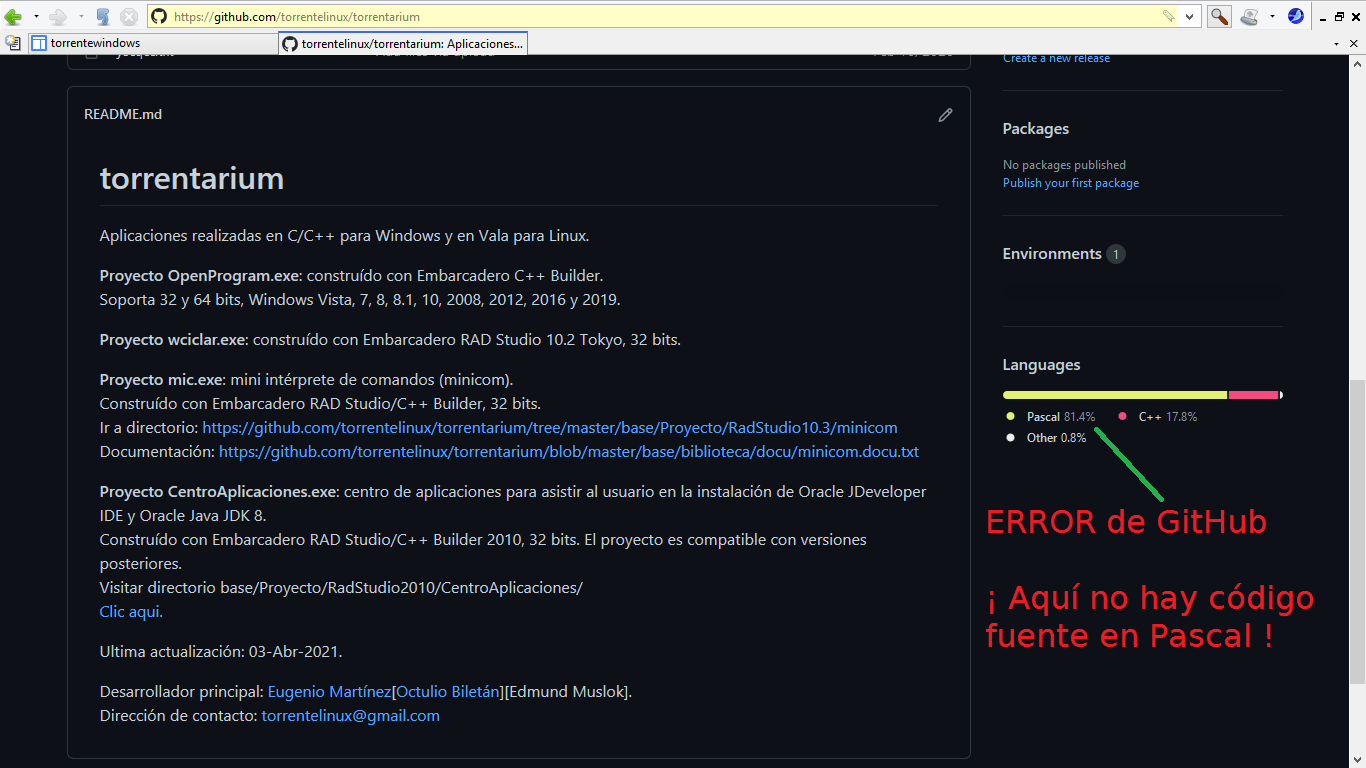 https://github.com/torrentelinux/torrentarium
torrentewindows
torrentelinux/torrentarium: Aplicaciones...
Create a new release
README.md
torrentarium
Aplicaciones realizadas en C/C++ para Windows y en Vala para Linux.
Proyecto OpenProgram.exe: construído con Embarcadero C++ Builder.
Soporta 32 y 64 bits, Windows Vista, 7, 8, 8.1, 10, 2008, 2012, 2016 y 2019.
Proyecto wciclar.exe: construído con Embarcadero RAD Studio 10.2 Tokyo, 32 bits.
Proyecto mic.exe: mini intérprete de comandos (minicom).
Construído con Embarcadero RAD Studio/C++ Builder, 32 bits.
Ir a directorio: https://github.com/torrentelinux/torrentarium/tree/master/base/Proyecto/RadStudio10.3/minicom
Documentación: https://github.com/torrentelinux/torrentarium/blob/master/base/biblioteca/docu/minicom.docu.txt
Proyecto CentroAplicaciones.exe: centro de aplicaciones para asistir al usuario en la instalación de Oracle JDeveloper
IDE y Oracle Java JDK 8.
Construído con Embarcadero RAD Studio/C++ Builder 2010, 32 bits. El proyecto es compatible con versiones
posteriores.
Visitar directorio base/Proyecto/RadStudio2010/CentroAplicaciones/
Clic aqui.
Ultima actualización: 03-Abr-2021.
Desarrollador principal: Eugenio Martínez[Octulio Biletán][Edmund Muslok].
Dirección de contacto: torrentelinux@gmail.com
Packages
No packages published
Publish your first package
Environments 1
Languages
Pascal 81.4% C++ 17.8%
Other 0.8%
ERROR de GitHub
¡ Aquí no hay código
fuente en Pascal !